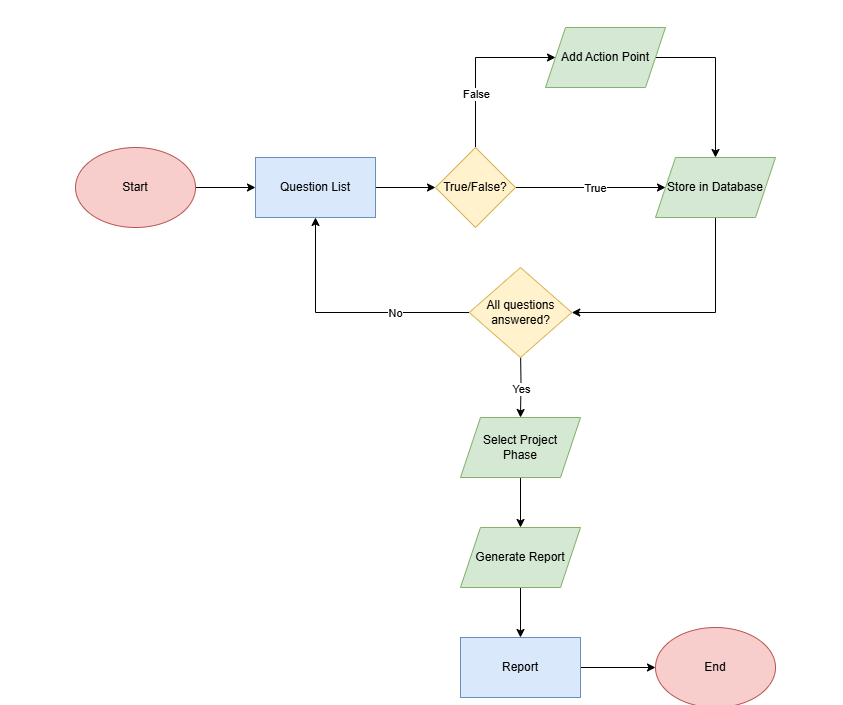 Add Action Point
False
Start
Question List
True/False?
True
Store in Database
All questions
answered?
No
Yes
Select Project
Phase
Generate Report
Report
End